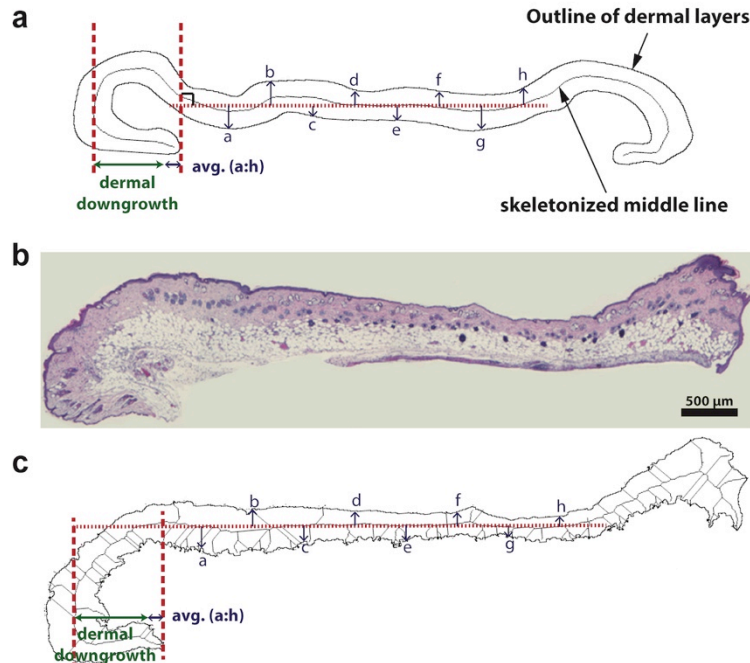 a
Outline of dermal layers
b
d
f
h
a
c
e
g
avg. (a:h)
dermal
downgrowth
skeletonized middle line
b
500 µm
c
b
d
f
h
a
c
e
g
avg. (a:h)
dermal
downgrowth